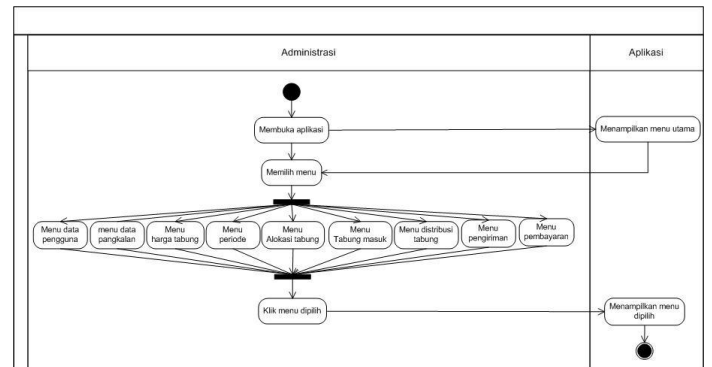 Administrasi
Aplikasi
Membuka aplikasi
Menampilkan menu utama
Memilih menu
Menu data
pengguna
menu data
pangkalan
Menu
harga tabung
Menu
periode
Menu
Alokasi tabung
Menu
Tabung masuk
Menu distribusi
tabung
Menu
pengiriman
Menu
pembayaran
Klik menu dipilih
Menampilkan menu
dipilih